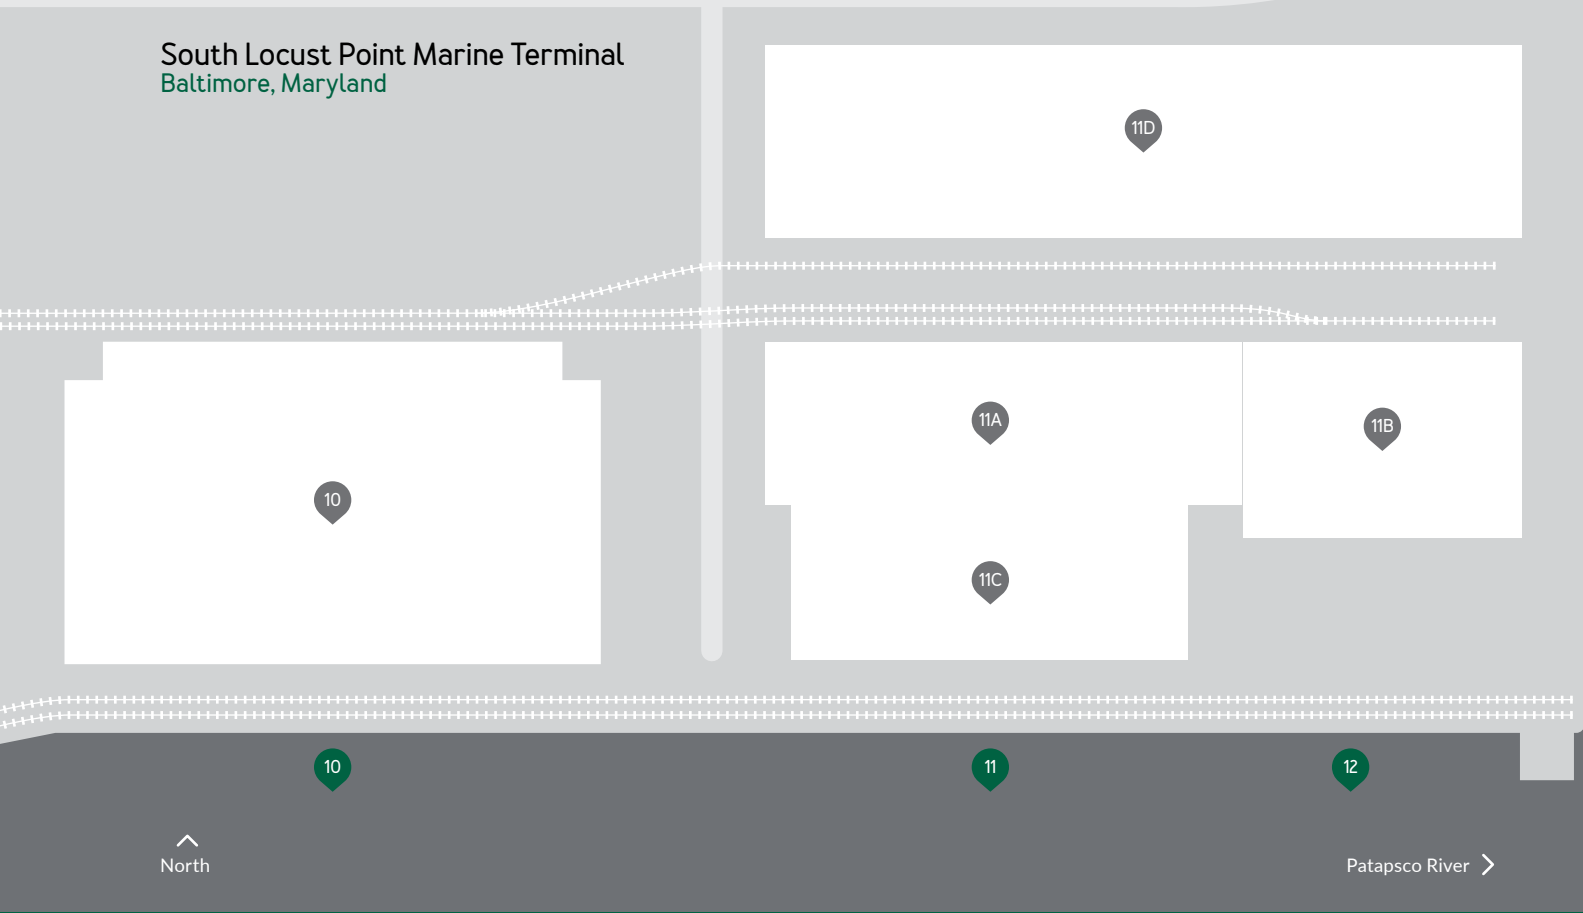 South Locust Point Marine Terminal
Baltimore, Maryland
11D
11A
11B
10
11C
10
11
12
North
Patapsco River